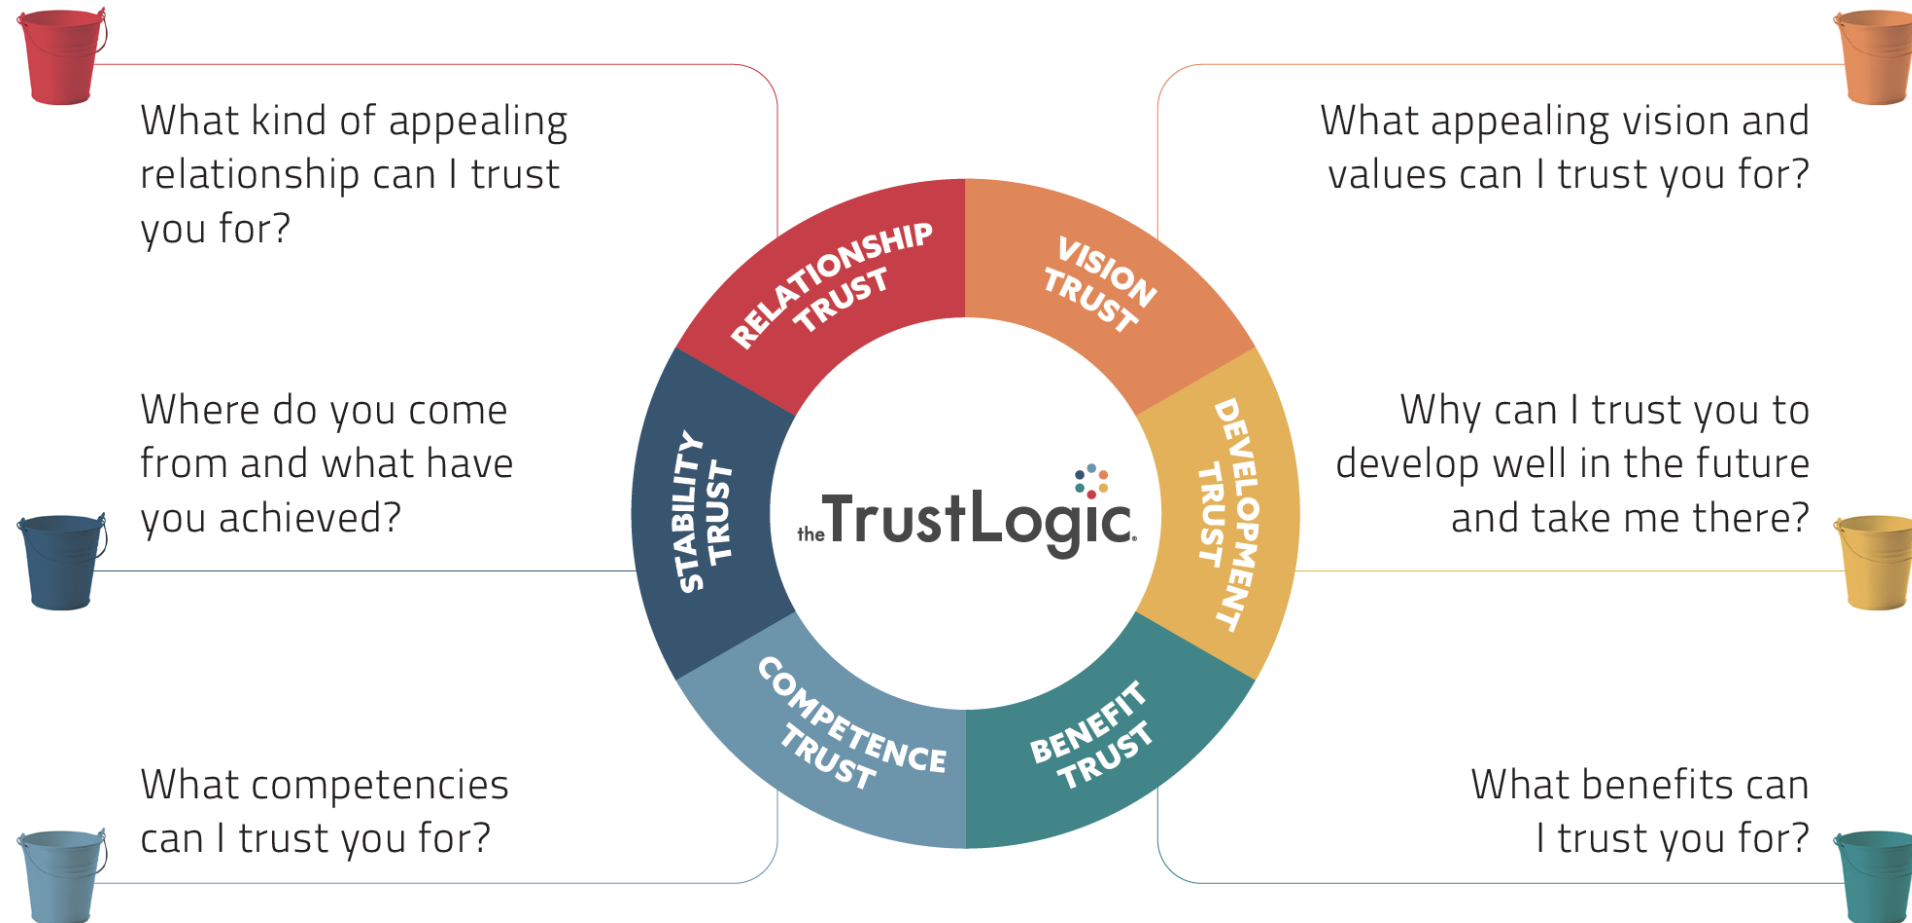 What kind of appealing
relationship can I trust
you for?
What appealing vision and
values can I trust you for?
RELATIONSHIP
TRUST
VISION
TRUST
Where do you come
from and what have
you achieved?
STABILITY
TRUST
the TrustLogic®
DEVELOPMENT
TRUST
Why can I trust you to
develop well in the future
and take me there?
COMPETENCE
TRUST
BENEFIT
TRUST
What competencies
can I trust you for?
What benefits can
I trust you for?